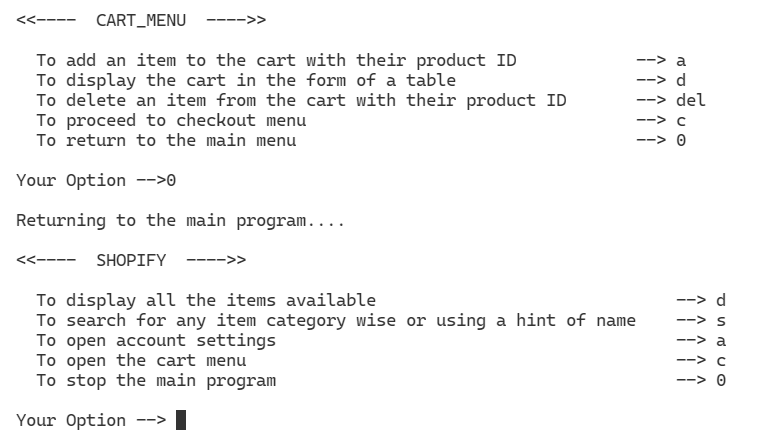 <<---- CART_MENU ---->>
To add an item to the cart with their product ID --> a
To display the cart in the form of a table --> d
To delete an item from the cart with their product ID --> del
To proceed to checkout menu --> c
To return to the main menu --> 0
Your Option -->0
Returning to the main program....
<<---- SHOPIFY ---->>
To display all the items available --> d
To search for any item category wise or using a hint of name --> s
To open account settings --> a
To open the cart menu --> c
To stop the main program --> 0
Your Option -->